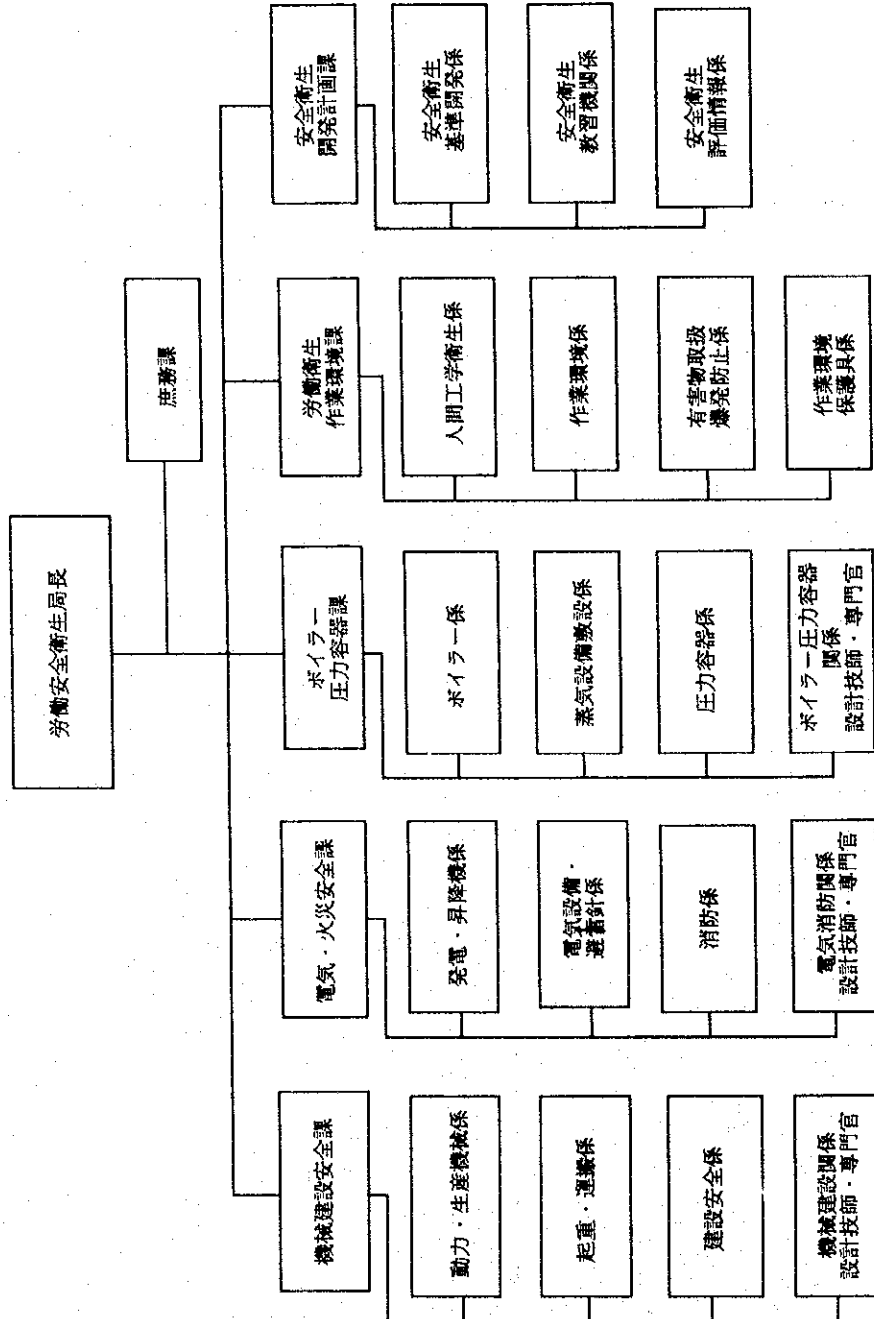 労働安全衛生局長
庶務課
機械建設安全課
動力・生産機械係
起重・運搬係
建設安全係
機械建設関係
設計技師・専門官
電気・火災安全課
発電・昇降機係
電気設備・
避雷針係
消防係
電気消防関係
設計技師・専門官
ボイラー
圧力容器課
ボイラー係
蒸気設備敷設係
圧力容器係
ボイラー圧力容器
関係
設計技師・専門官
労働衛生
作業環境課
人間工学衛生係
作業環境係
有害物取扱
爆発防止係
作業環境
保護具係
安全衛生
開発計画課
安全衛生
基準開発係
安全衛生
教習機関係
安全衛生
評価情報係